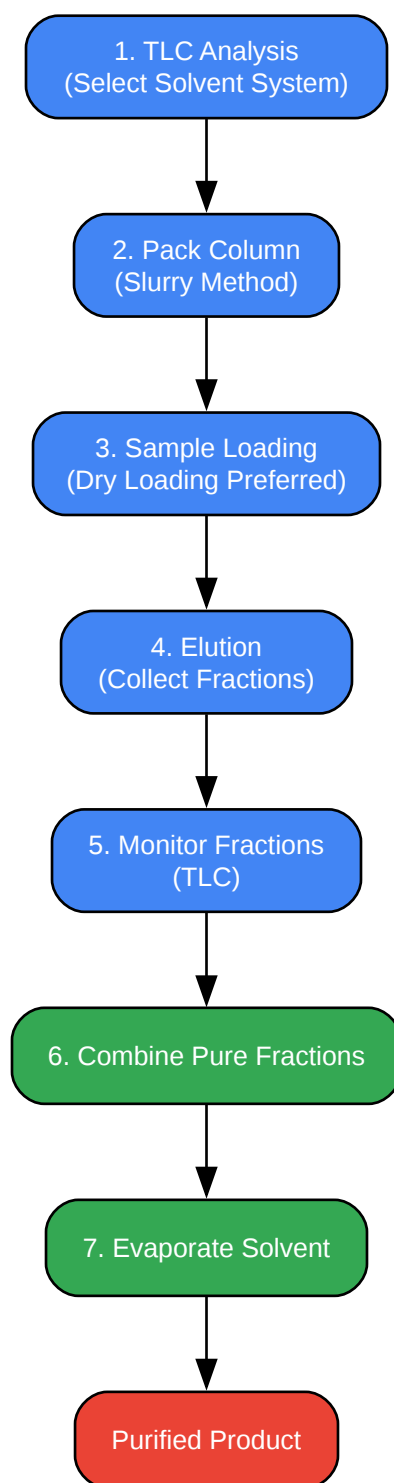 1. TLC Analysis
(Select Solvent System)
2. Pack Column
(Slurry Method)
3. Sample Loading
(Dry Loading Preferred)
4. Elution
(Collect Fractions)
5. Monitor Fractions
(TLC)
6. Combine Pure Fractions
7. Evaporate Solvent
Purified Product